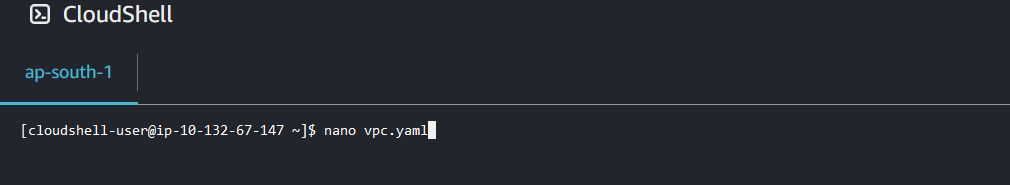 CloudShell
ap-south-1
[cloudshell-user@ip-10-132-67-147 ~]$ nano vpc.yaml